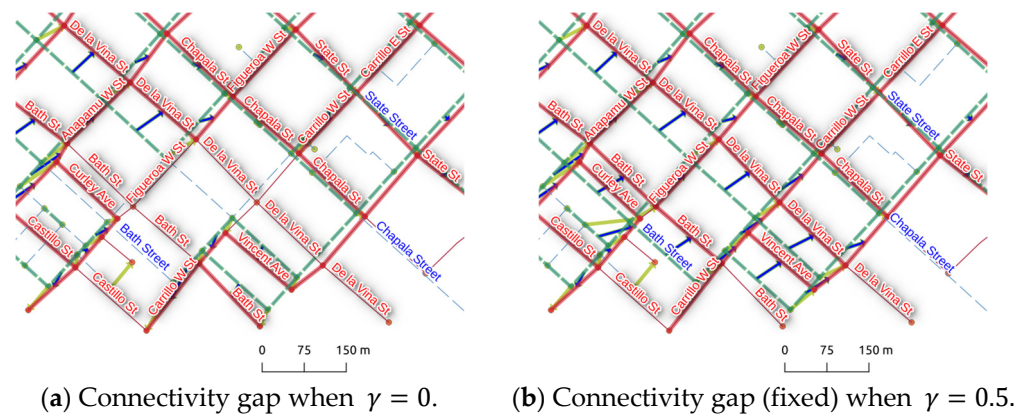 De la Vina St
Chapala St
Figueroa W St
State St
Carrillo E St
Bath St
Anapamu W St
De la Vina St
Chapala St
Carrillo W St
State Street
Bath St
Curley Ave
Figueroa W St
De la Vina St
Chapala St
State St
Castillo St
Bath Street
Bath St
De la Vina St
Chapala Street
Castillo St
Carrillo W St
Vincent Ave
De la Vina St
Bath St
0 75 150 m
(a) Connectivity gap when γ = 0.
De la Vina St
Chapala St
Figueroa W St
State St
Carrillo E St
Bath St
Anapamu W St
De la Vina St
Chapala St
Carrillo W St
State Street
Bath St
Curley Ave
Figueroa W St
De la Vina St
Chapala St
State St
Castillo St
Bath Street
Bath St
De la Vina St
Chapala Street
Castillo St
Carrillo W St
Vincent Ave
De la Vina St
Bath St
0 75 150 m
(b) Connectivity gap (fixed) when γ = 0.5.